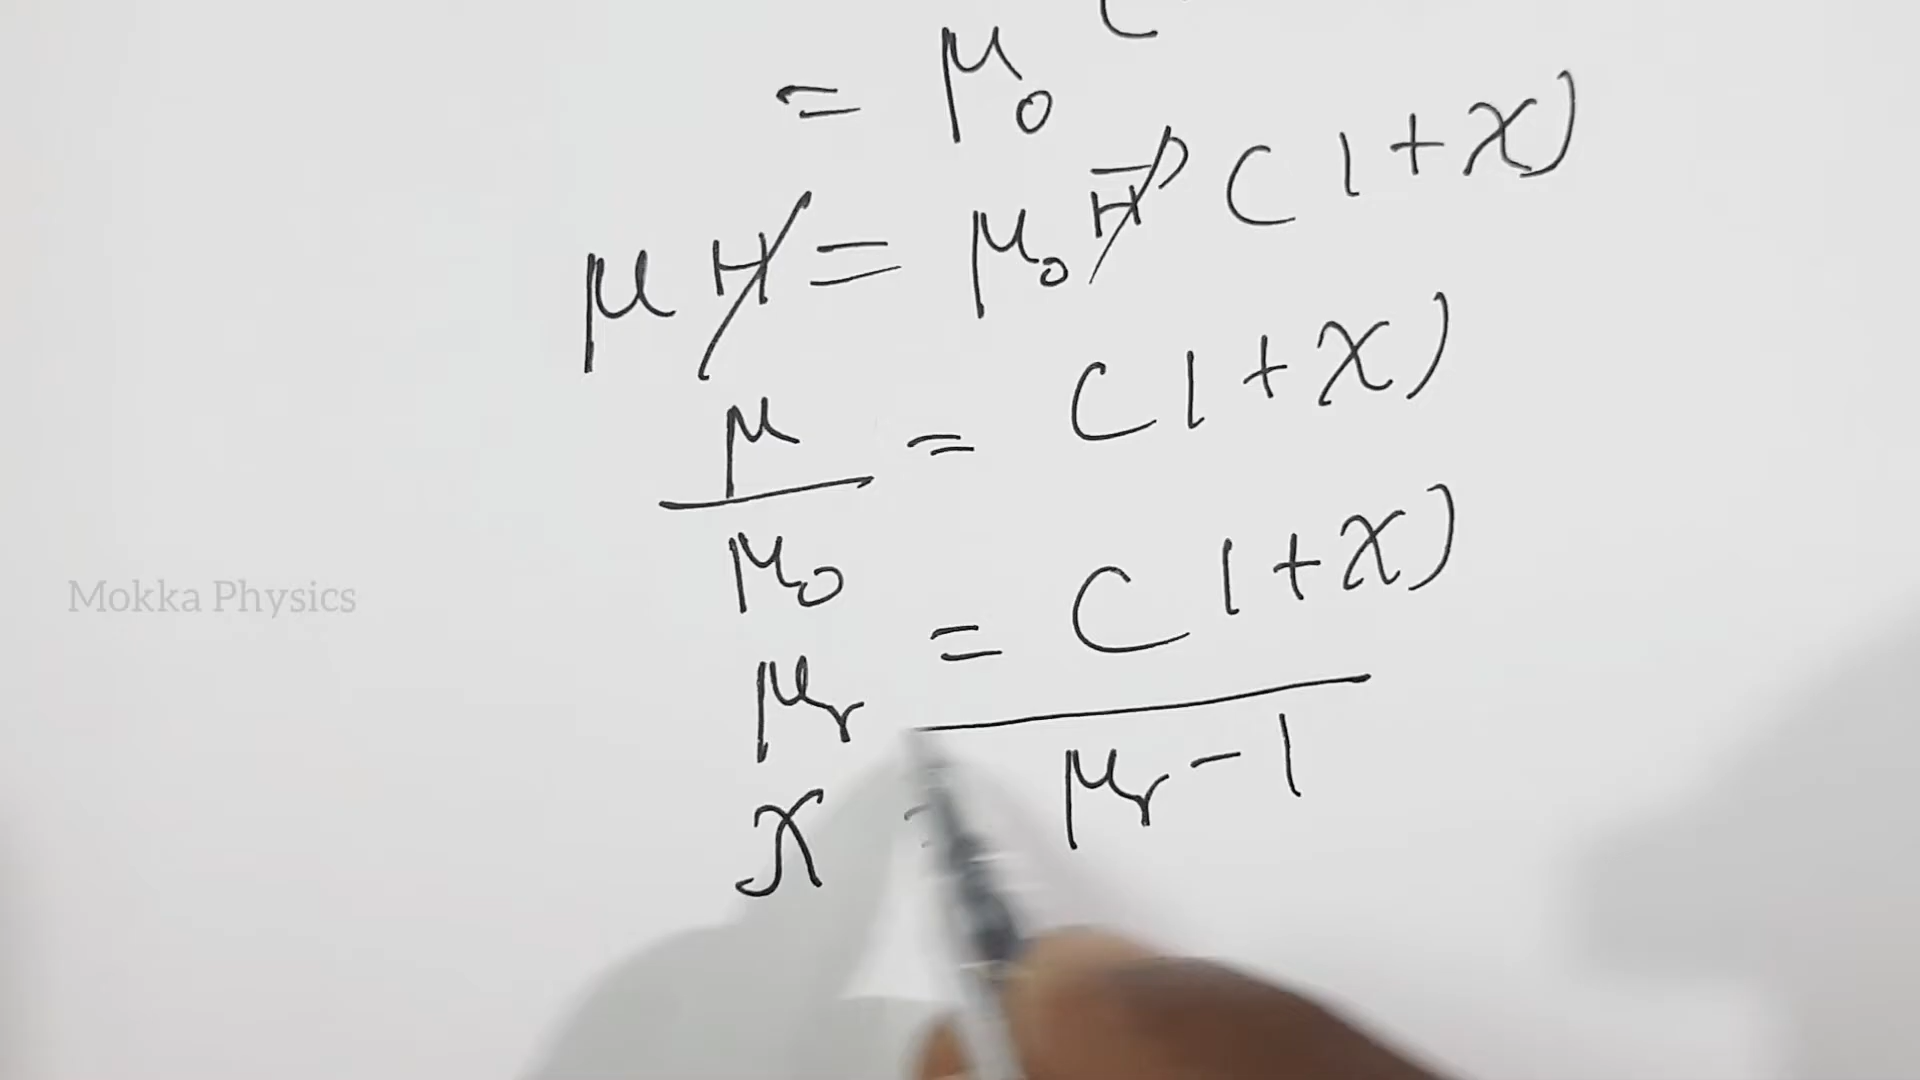 = μ₀ (
μH = μ₀H (1+χ)
μ/μ₀ = (1+χ)
μᵣ = (1+χ)
χ = μᵣ - 1
Mokka Physics